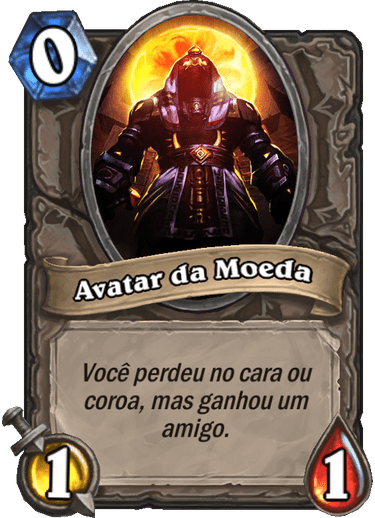 0
Avatar da Moeda
Você perdeu no cara ou
coroa, mas ganhou um
amigo.
1
1